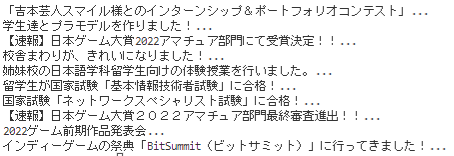 「吉本芸人スマイル様とのインターンシップ＆ポートフォリオコンテスト」...
学生達とプラモデルを作りました！...
【速報】日本ゲーム大賞2022アマチュア部門にて受賞決定！！...
校舎まわりが、きれいになりました！...
姉妹校の日本語学科留学生向けの体験授業を行いました。...
留学生が国家試験「基本情報技術者試験」に合格！...
国家試験「ネットワークスペシャリスト試験」に合格！...
【速報】日本ゲーム大賞２０２２アマチュア部門最終審査進出！！...
2022ゲーム前期作品発表会...
インディーゲームの祭典「BitSummit（ビットサミット）」に行ってきました！...